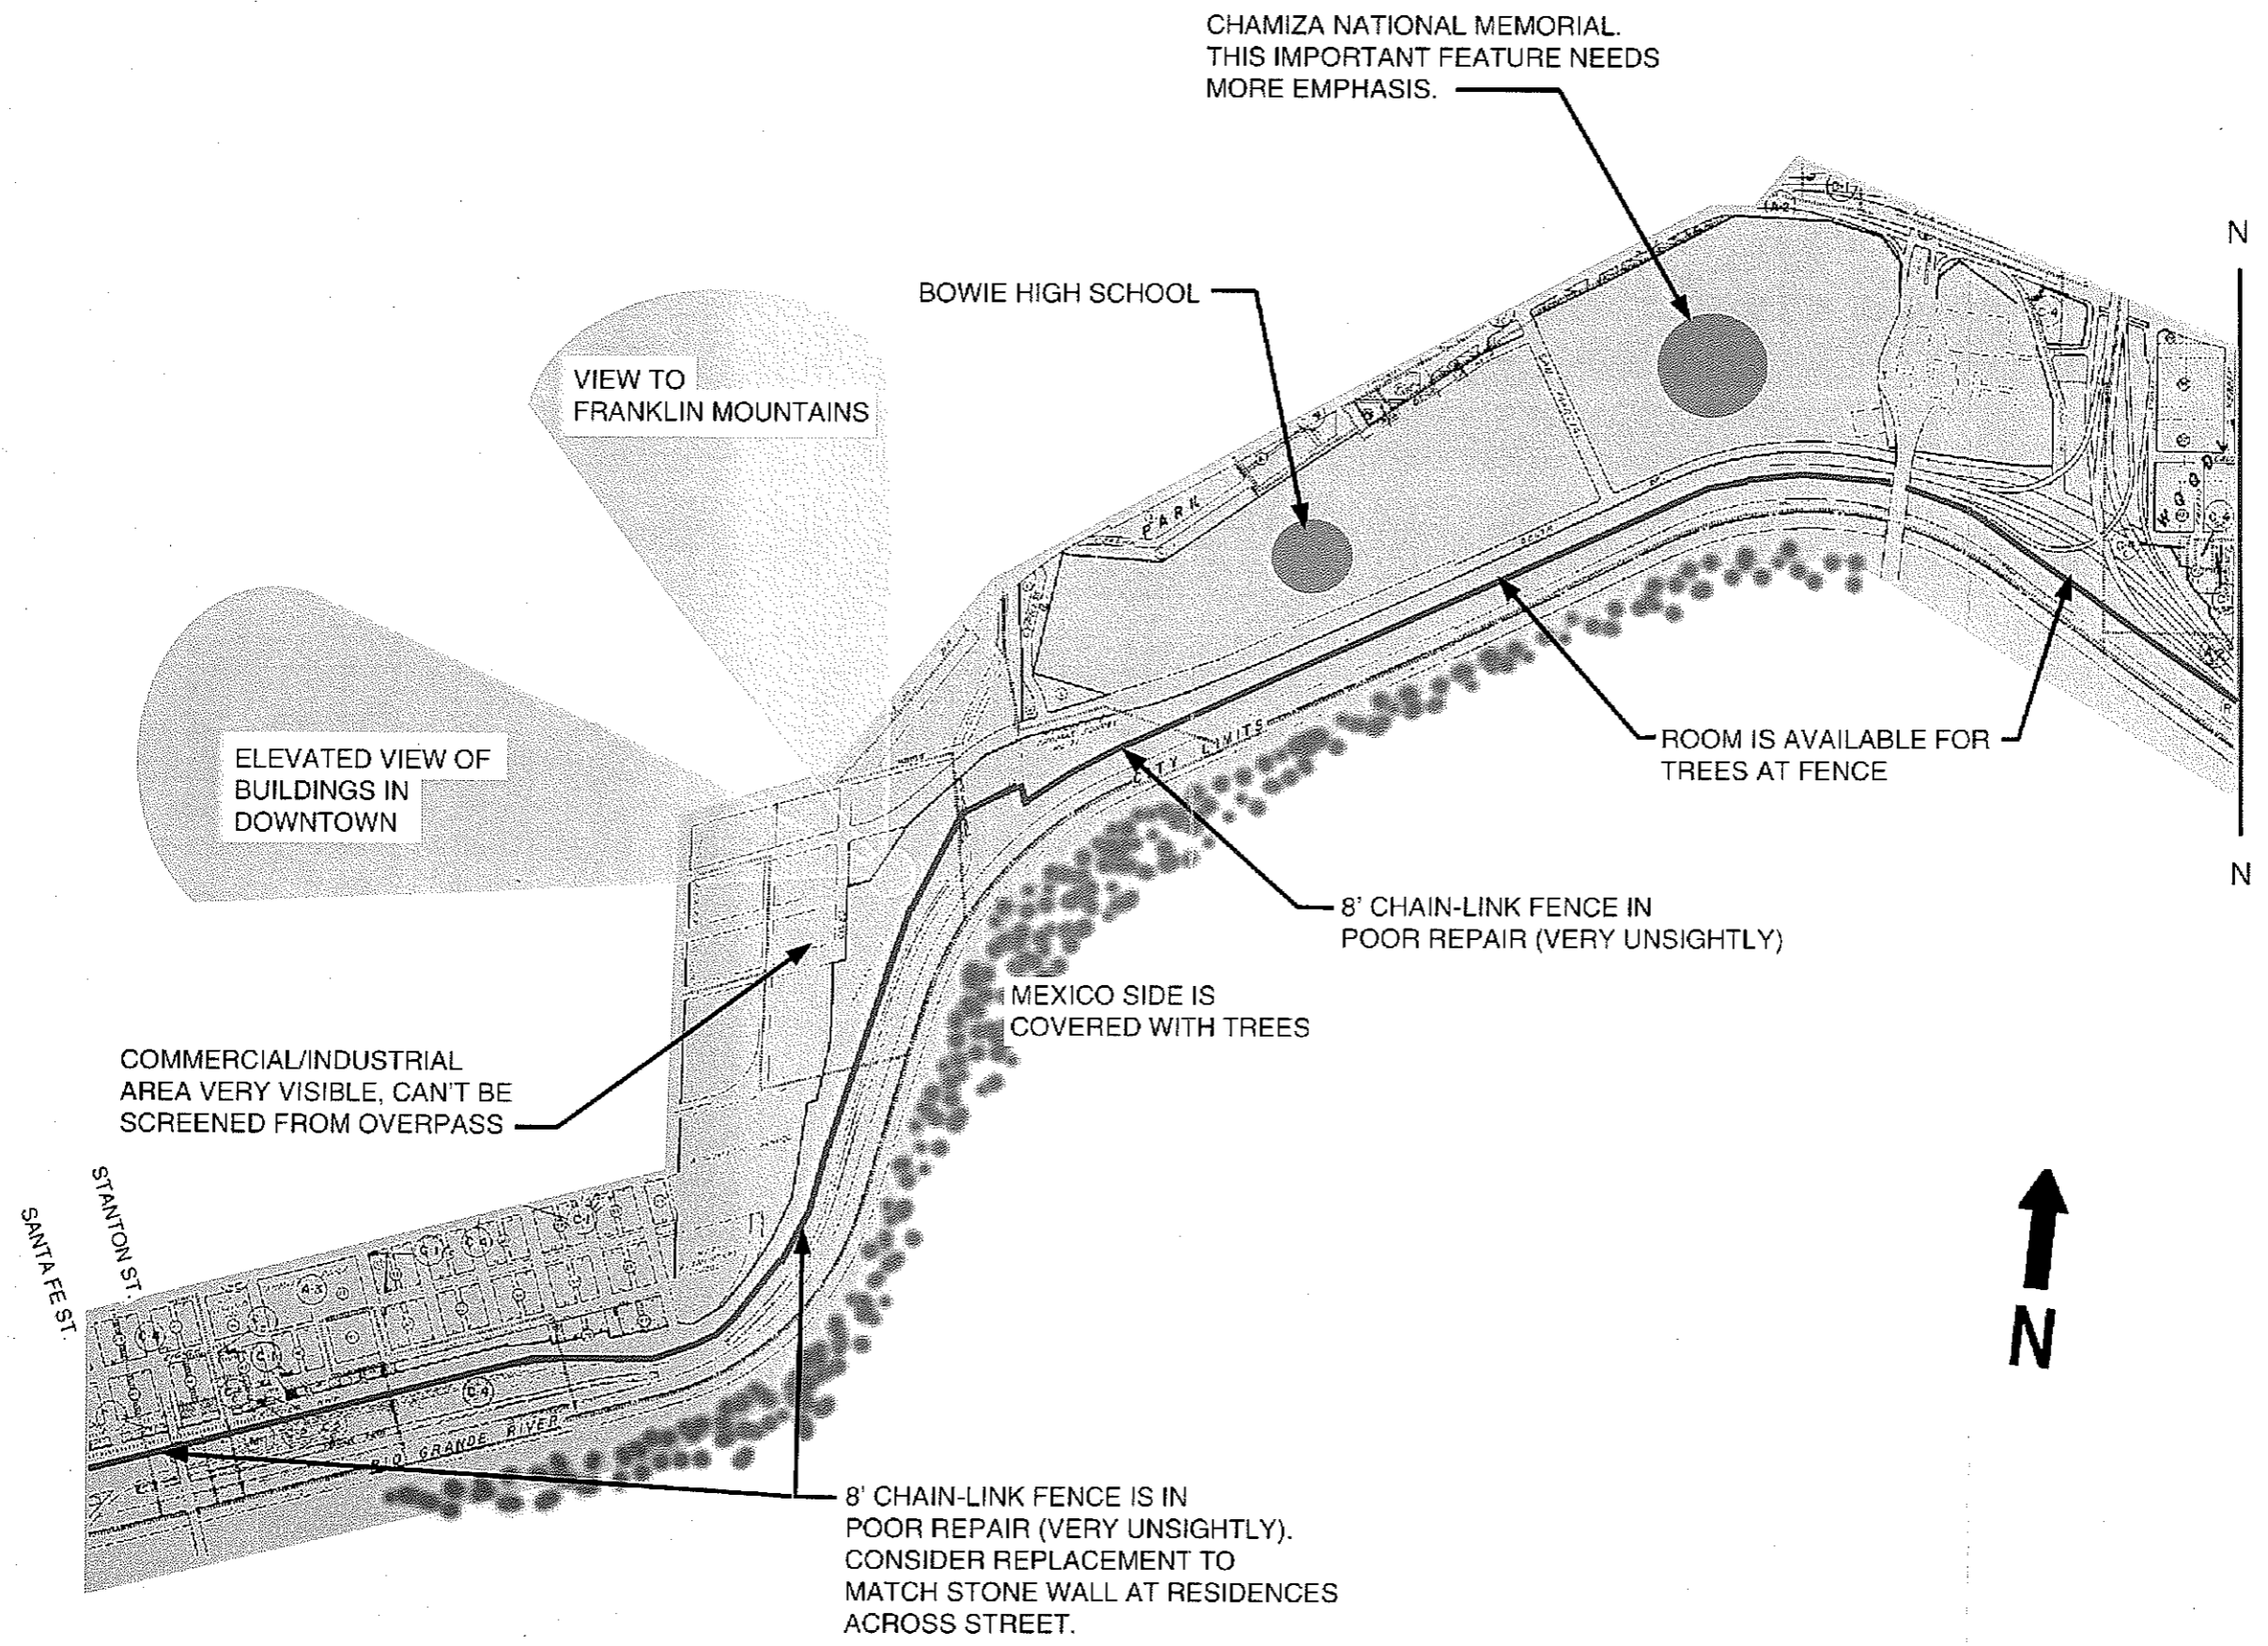 CHAMIZA NATIONAL MEMORIAL.
THIS IMPORTANT FEATURE NEEDS
MORE EMPHASIS.
N
BOWIE HIGH SCHOOL
VIEW TO
FRANKLIN MOUNTAINS
PARK
ELEVATED VIEW OF
BUILDINGS IN
DOWNTOWN
CITY LIMITS
ROOM IS AVAILABLE FOR
TREES AT FENCE
N
8' CHAIN-LINK FENCE IN
POOR REPAIR (VERY UNSIGHTLY)
MEXICO SIDE IS
COVERED WITH TREES
COMMERCIAL/INDUSTRIAL
AREA VERY VISIBLE, CAN'T BE
SCREENED FROM OVERPASS
STANTON ST.
SANTA FE ST.
A-3
C-4
RIO GRANDE RIVER
N
8' CHAIN-LINK FENCE IS IN
POOR REPAIR (VERY UNSIGHTLY).
CONSIDER REPLACEMENT TO
MATCH STONE WALL AT RESIDENCES
ACROSS STREET.